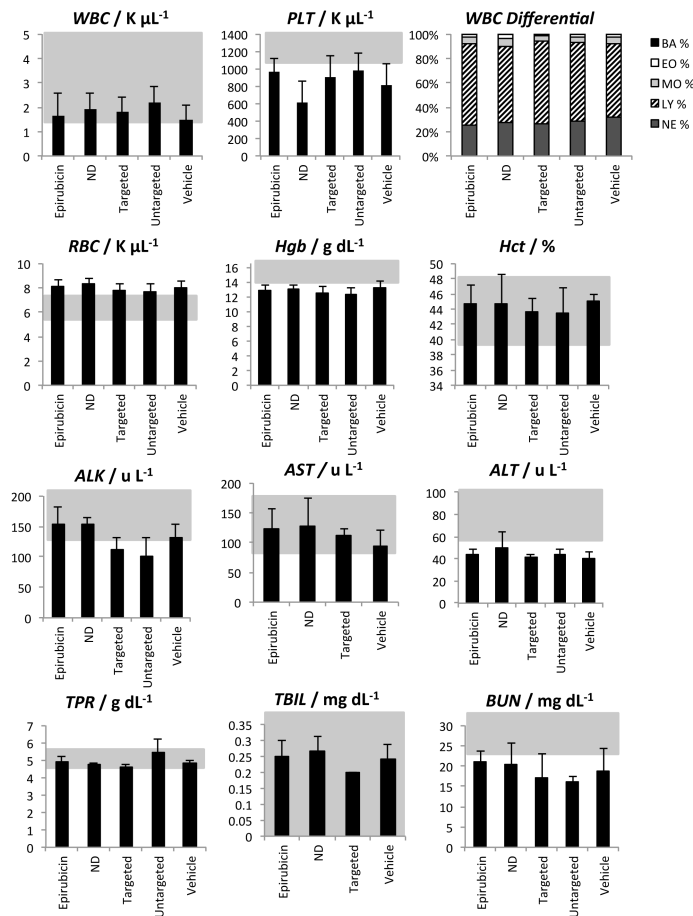 WBC / K µL-1
5
4
3
2
1
0
Epirubicin
ND
Targeted
Untargeted
Vehicle
PLT / K µL-1
1400
1200
1000
800
600
400
200
0
Epirubicin
ND
Targeted
Untargeted
Vehicle
WBC Differential
100%
80%
60%
40%
20%
0%
Epirubicin
ND
Targeted
Untargeted
Vehicle
BA %
EO %
MO %
LY %
NE %
RBC / K µL-1
10
8
6
4
2
0
Epirubicin
ND
Targeted
Untargeted
Vehicle
Hgb / g dL-1
16
14
12
10
8
6
4
2
0
Epirubicin
ND
Targeted
Untargeted
Vehicle
Hct / %
50
48
46
44
42
40
38
36
34
Epirubicin
ND
Targeted
Untargeted
Vehicle
ALK / u L-1
200
150
100
50
0
Epirubicin
ND
Targeted
Untargeted
Vehicle
AST / u L-1
200
150
100
50
0
Epirubicin
ND
Targeted
Vehicle
ALT / u L-1
100
80
60
40
20
0
Epirubicin
ND
Targeted
Untargeted
Vehicle
TPR / g dL-1
7
6
5
4
3
2
1
0
Epirubicin
ND
Targeted
Untargeted
Vehicle
TBIL / mg dL-1
0.35
0.3
0.25
0.2
0.15
0.1
0.05
0
Epirubicin
ND
Targeted
Vehicle
BUN / mg dL-1
30
25
20
15
10
5
0
Epirubicin
ND
Targeted
Untargeted
Vehicle